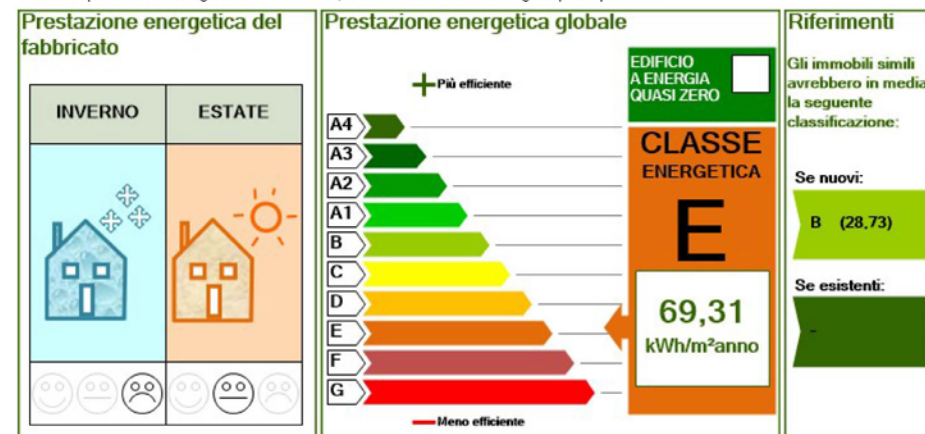 Prestazione energetica del
fabbricato
INVERNO
ESTATE
Prestazione energetica globale
Più efficiente
A4
A3
A2
A1
B
C
D
E
F
G
Meno efficiente
EDIFICIO
A ENERGIA
QUASI ZERO
CLASSE
ENERGETICA
E
69,31
kWh/m²anno
Riferimenti
Gli immobili simili
avrebbero in media
la seguente
classificazione:
Se nuovi:
B (28,73)
Se esistenti:
-